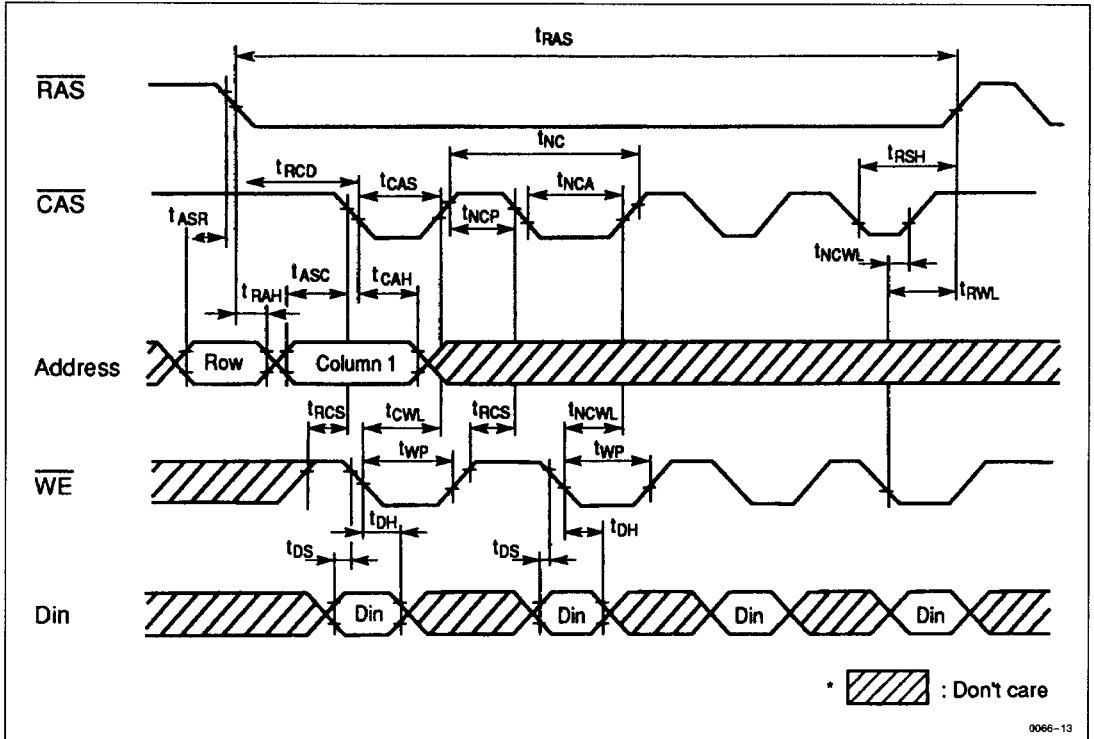 tRAS
RAS
tNC
tRCD
tCAS
tNCA
tRSH
CAS
tASR
tNCP
tASC
tCAH
tNCWL
tRAH
tRWL
Address
Row
Column 1
tRCS
tCWL
tRCS
tNCWL
tWP
tWP
WE
tDH
tDH
tDS
tDS
Din
Din
Din
Din
Din
* : Don't care
0066-13